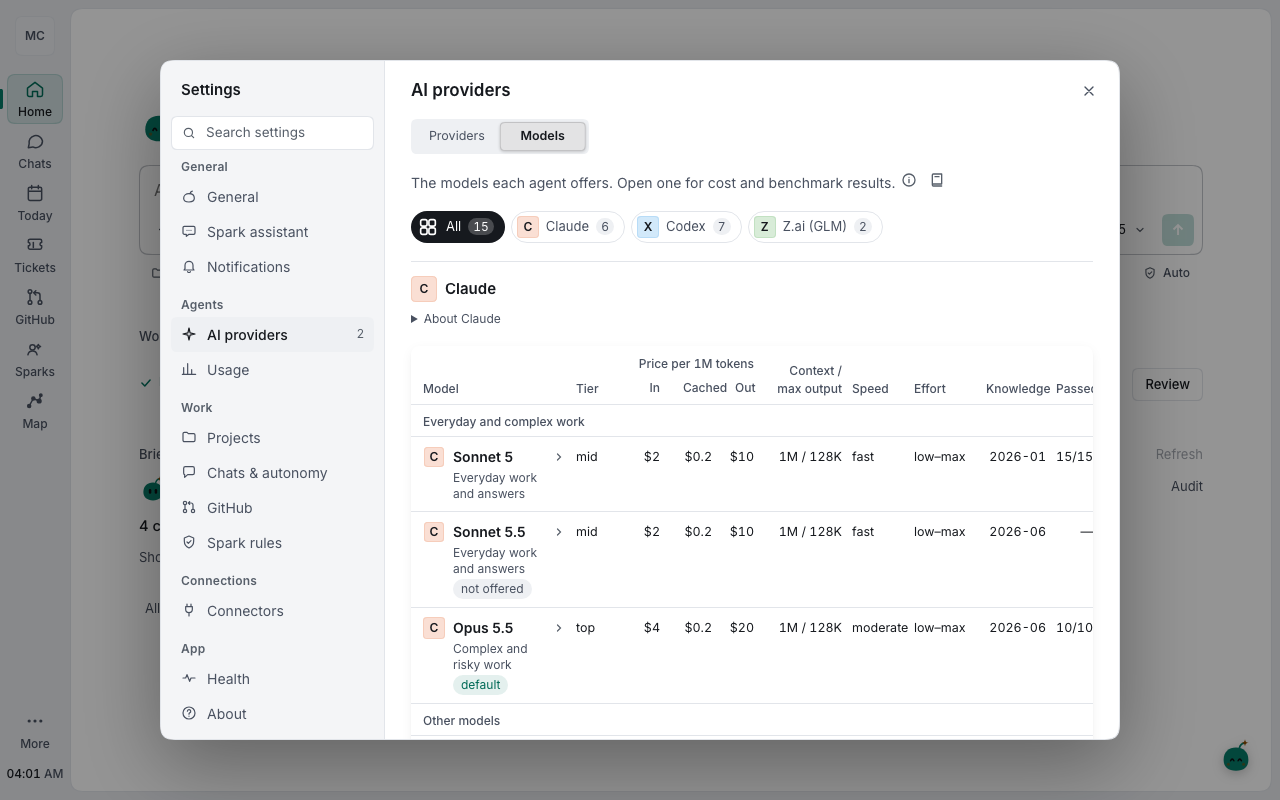 MC
Home
Chats
Today
Tickets
GitHub
Sparks
Map
More
04:01 AM
Settings
Search settings
General
General
Spark assistant
Notifications
Agents
AI providers 2
Usage
Work
Projects
Chats & autonomy
GitHub
Spark rules
Connections
Connectors
App
Health
About
AI providers
Providers Models
The models each agent offers. Open one for cost and benchmark results.
All 15 C Claude 6 X Codex 7 Z Z.ai (GLM) 2
C Claude
About Claude
Price per 1M tokens
Context /
Model Tier In Cached Out max output Speed Effort Knowledge Passed
Everyday and complex work
C Sonnet 5 mid $2 $0.2 $10 1M / 128K fast low–max 2026-01 15/15
Everyday work
and answers
C Sonnet 5.5 mid $2 $0.2 $10 1M / 128K fast low–max 2026-06 —
Everyday work
and answers
not offered
C Opus 5.5 top $4 $0.2 $20 1M / 128K moderate low–max 2026-06 10/10
Complex and
risky work
default
Other models
5
Auto
Review
Refresh
Audit
4 c
All